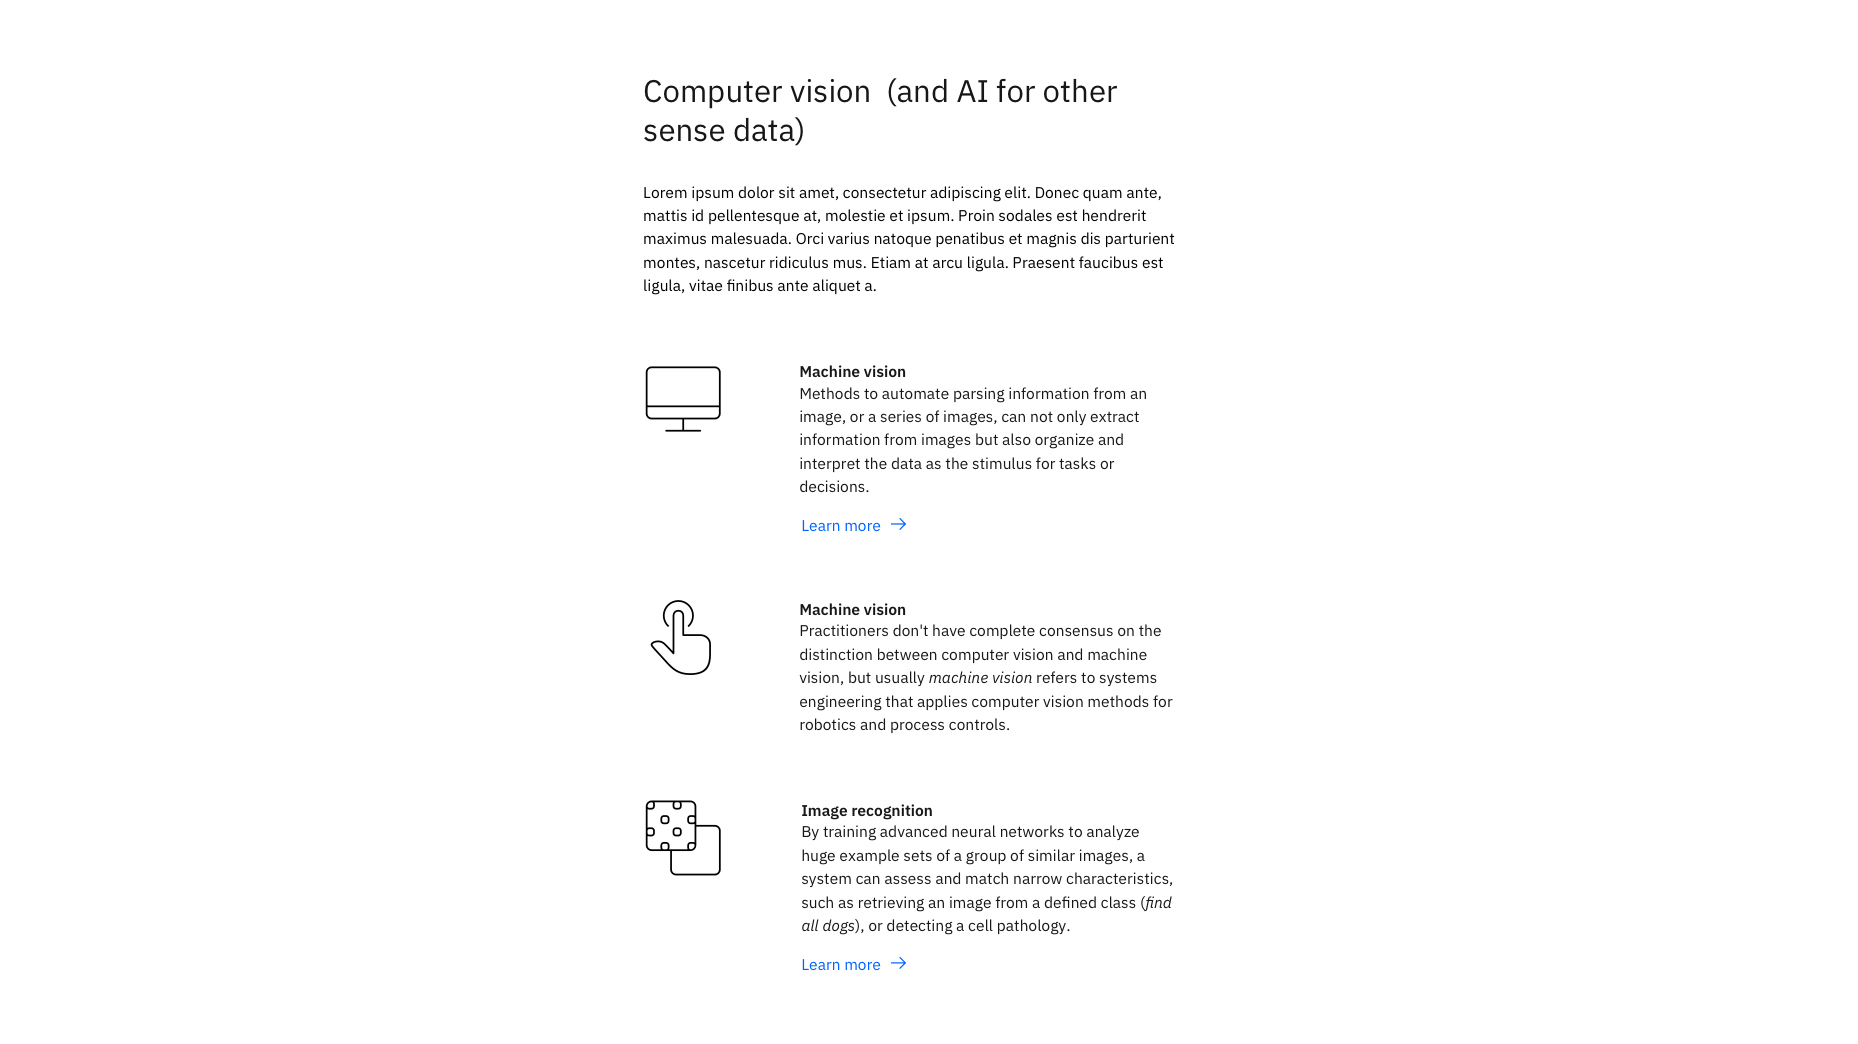 Computer vision  (and AI for other
sense data)
Lorem ipsum dolor sit amet, consectetur adipiscing elit. Donec quam ante,
mattis id pellentesque at, molestie et ipsum. Proin sodales est hendrerit
maximus malesuada. Orci varius natoque penatibus et magnis dis parturient
montes, nascetur ridiculus mus. Etiam at arcu ligula. Praesent faucibus est
ligula, vitae finibus ante aliquet a.
Machine vision
Methods to automate parsing information from an
image, or a series of images, can not only extract
information from images but also organize and
interpret the data as the stimulus for tasks or
decisions.
Learn more
Machine vision
Practitioners don't have complete consensus on the
distinction between computer vision and machine
vision, but usually machine vision refers to systems
engineering that applies computer vision methods for
robotics and process controls.
Image recognition
By training advanced neural networks to analyze
huge example sets of a group of similar images, a
system can assess and match narrow characteristics,
such as retrieving an image from a defined class (find
all dogs), or detecting a cell pathology.
Learn more